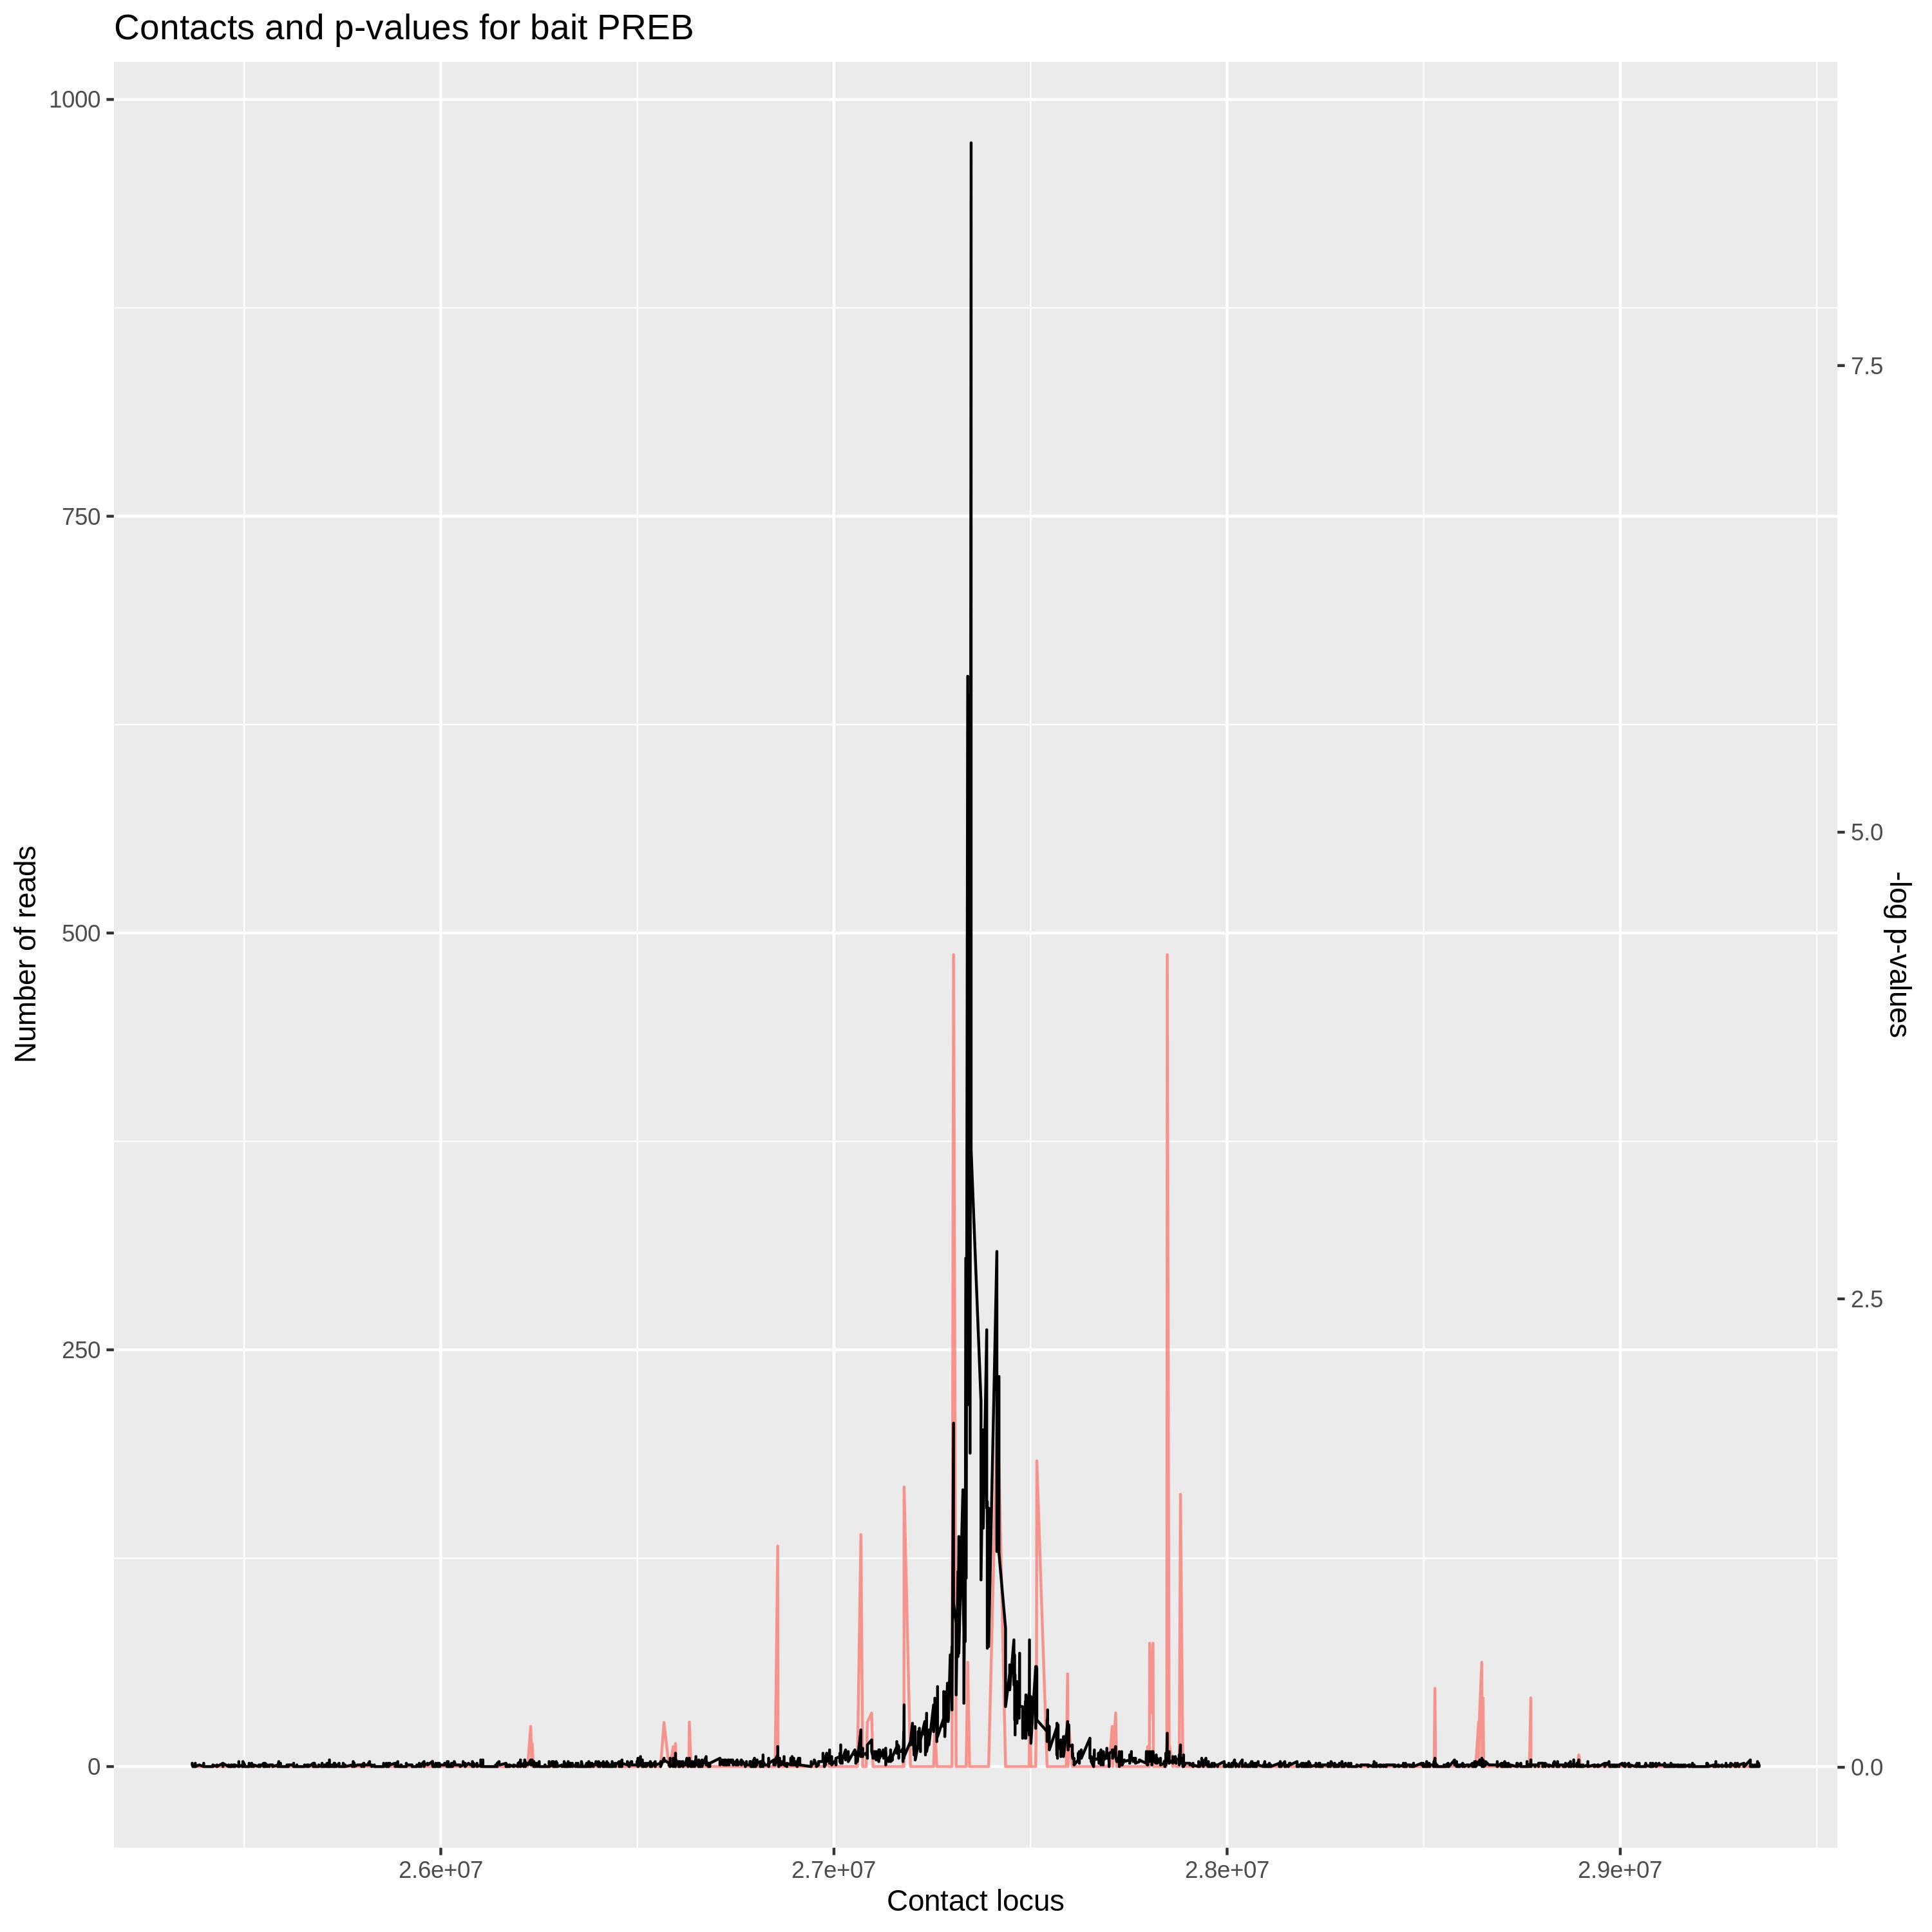 Contacts and p-values for bait PREB
1000
750
500
250
0
Number of reads
7.5
5.0
2.5
0.0
-log p-values
2.6e+07
2.7e+07
2.8e+07
2.9e+07
Contact locus